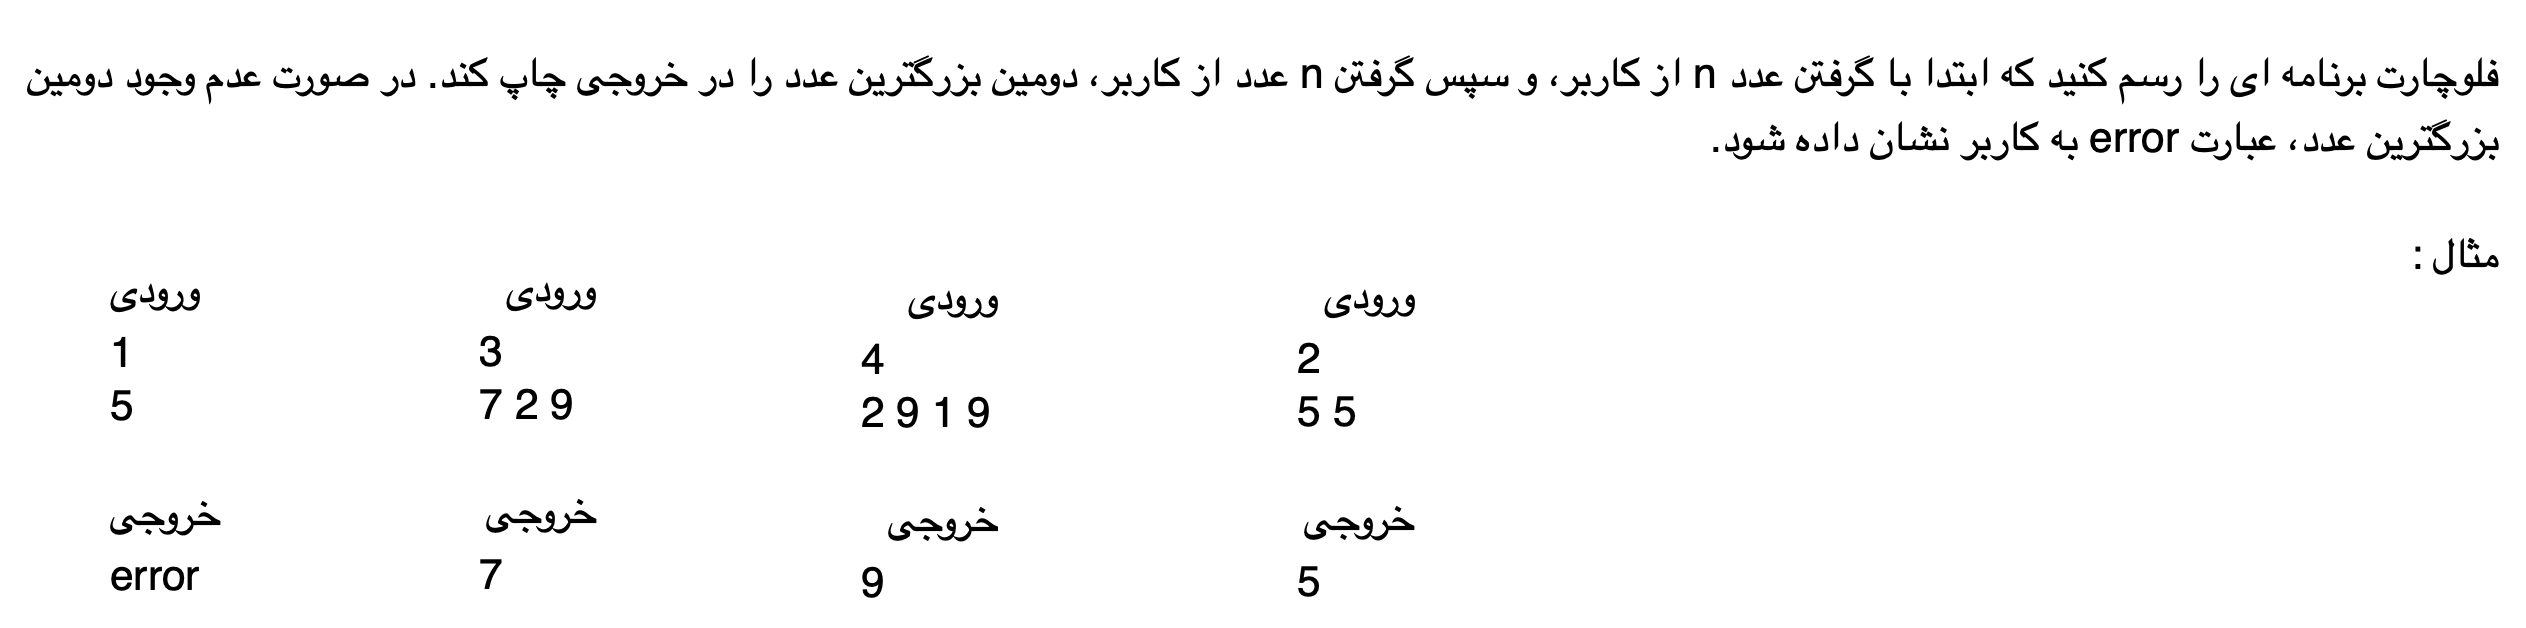 فلوچارت برنامه ای را رسم کنید که ابتدا با گرفتن عدد n از کاربر، و سپس گرفتن n عدد از کاربر، دومین بزرگترین عدد را در خروجی چاپ کند. در صورت عدم وجود دومین
بزرگترین عدد، عبارت error به کاربر نشان داده شود.
مثال :
ورودی
2
5 5
خروجی
5
ورودی
4
2 9 1 9
خروجی
9
ورودی
3
7 2 9
خروجی
7
ورودی
1
5
خروجی
error